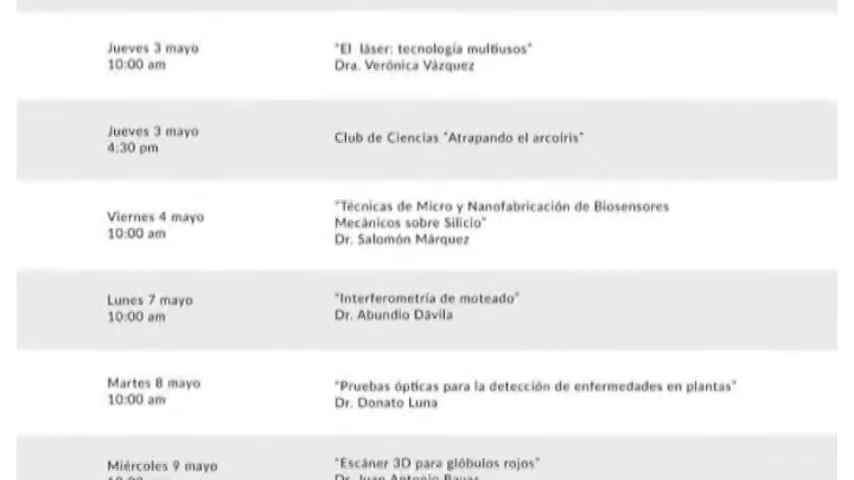 Jueves 3 mayo
10:00 am
"El láser: tecnología multiusos"
Dra. Verónica Vázquez
Jueves 3 mayo
4:30 pm
Club de Ciencias "Atrapando el arcoíris"
Viernes 4 mayo
10:00 am
"Técnicas de Micro y Nanofabricación de Biosensores
Mecánicos sobre Silicio"
Dr. Salomón Márquez
Lunes 7 mayo
10:00 am
"Interferometría de moteado"
Dr. Abundio Dávila
Martes 8 mayo
10:00 am
"Pruebas ópticas para la detección de enfermedades en plantas"
Dr. Donato Luna
Miércoles 9 mayo
"Escáner 3D para glóbulos rojos"
Dr. Juan Antonio